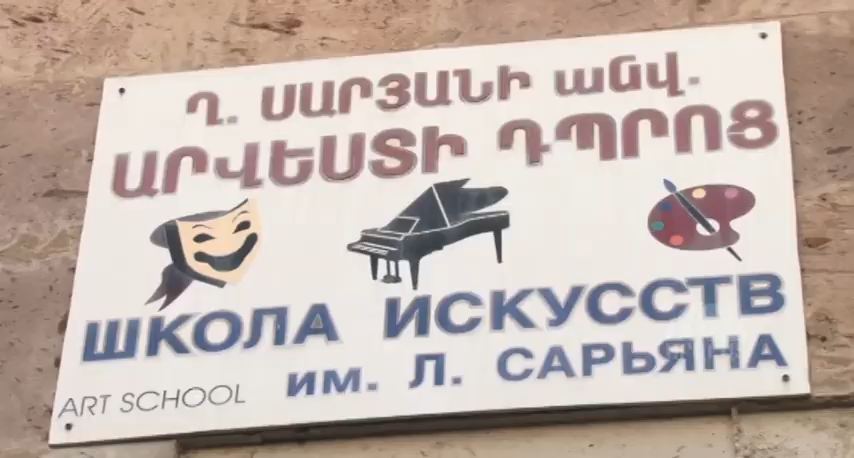 Ղ. ՍԱՐՅԱՆԻ անվ.
ԱՐՎԵՍՏԻ ԴՊՐՈՑ
ШКОЛА ИСКУССТВ
им. Л. САРЬЯНА
ART SCHOOL